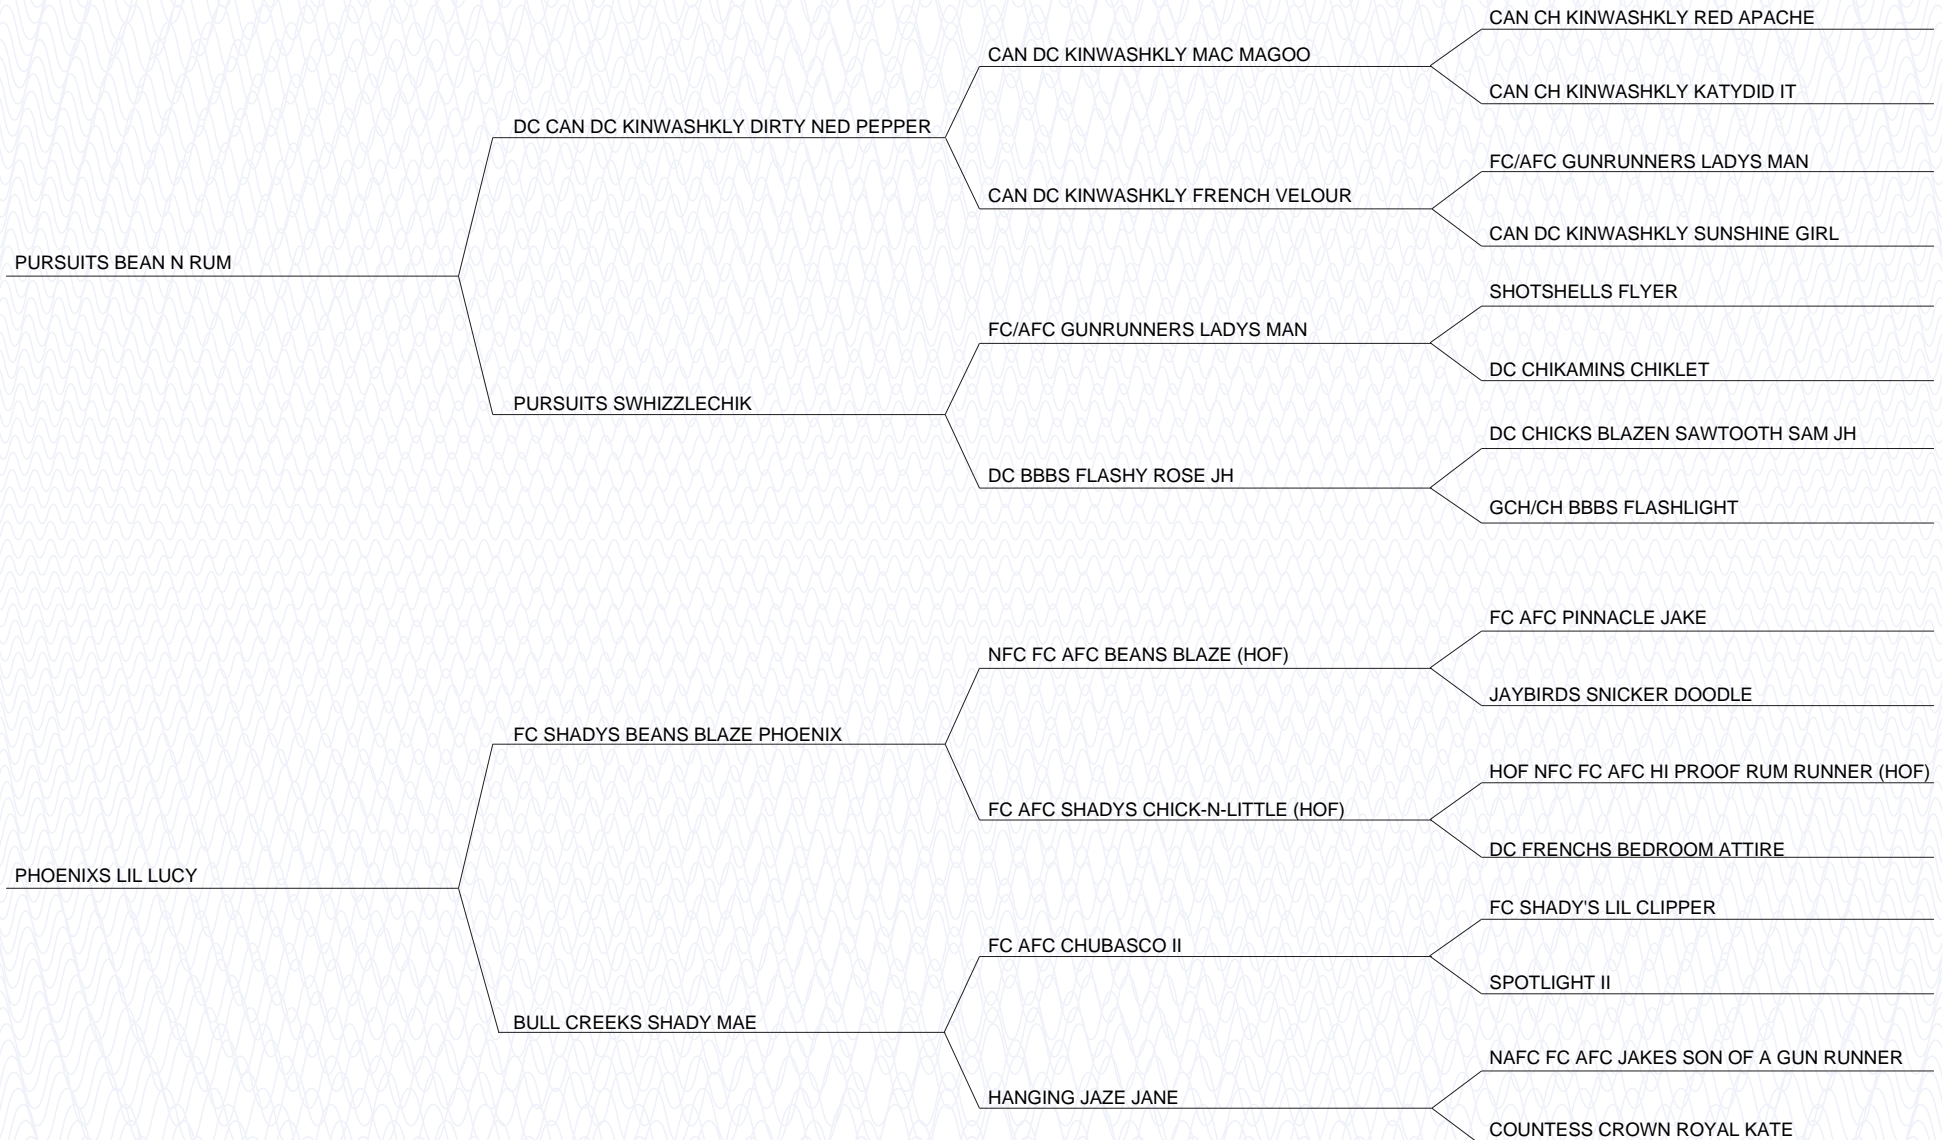 CAN CH KINWASHKLY RED APACHE
CAN DC KINWASHKLY MAC MAGOO
CAN CH KINWASHKLY KATYDID IT
DC CAN DC KINWASHKLY DIRTY NED PEPPER
FC/AFC GUNRUNNERS LADYS MAN
CAN DC KINWASHKLY FRENCH VELOUR
CAN DC KINWASHKLY SUNSHINE GIRL
PURSUITS BEAN N RUM
SHOTSHELLS FLYER
FC/AFC GUNRUNNERS LADYS MAN
DC CHIKAMINS CHIKLET
PURSUITS SWHIZZLECHIK
DC CHICKS BLAZEN SAWTOOTH SAM JH
DC BBBS FLASHY ROSE JH
GCH/CH BBBS FLASHLIGHT
FC AFC PINNACLE JAKE
NFC FC AFC BEANS BLAZE (HOF)
JAYBIRDS SNICKER DOODLE
FC SHADYS BEANS BLAZE PHOENIX
HOF NFC FC AFC HI PROOF RUM RUNNER (HOF)
FC AFC SHADYS CHICK-N-LITTLE (HOF)
DC FRENCHS BEDROOM ATTIRE
PHOENIXS LIL LUCY
FC SHADY'S LIL CLIPPER
FC AFC CHUBASCO II
SPOTLIGHT II
BULL CREEKS SHADY MAE
NAFC FC AFC JAKES SON OF A GUN RUNNER
HANGING JAZE JANE
COUNTESS CROWN ROYAL KATE